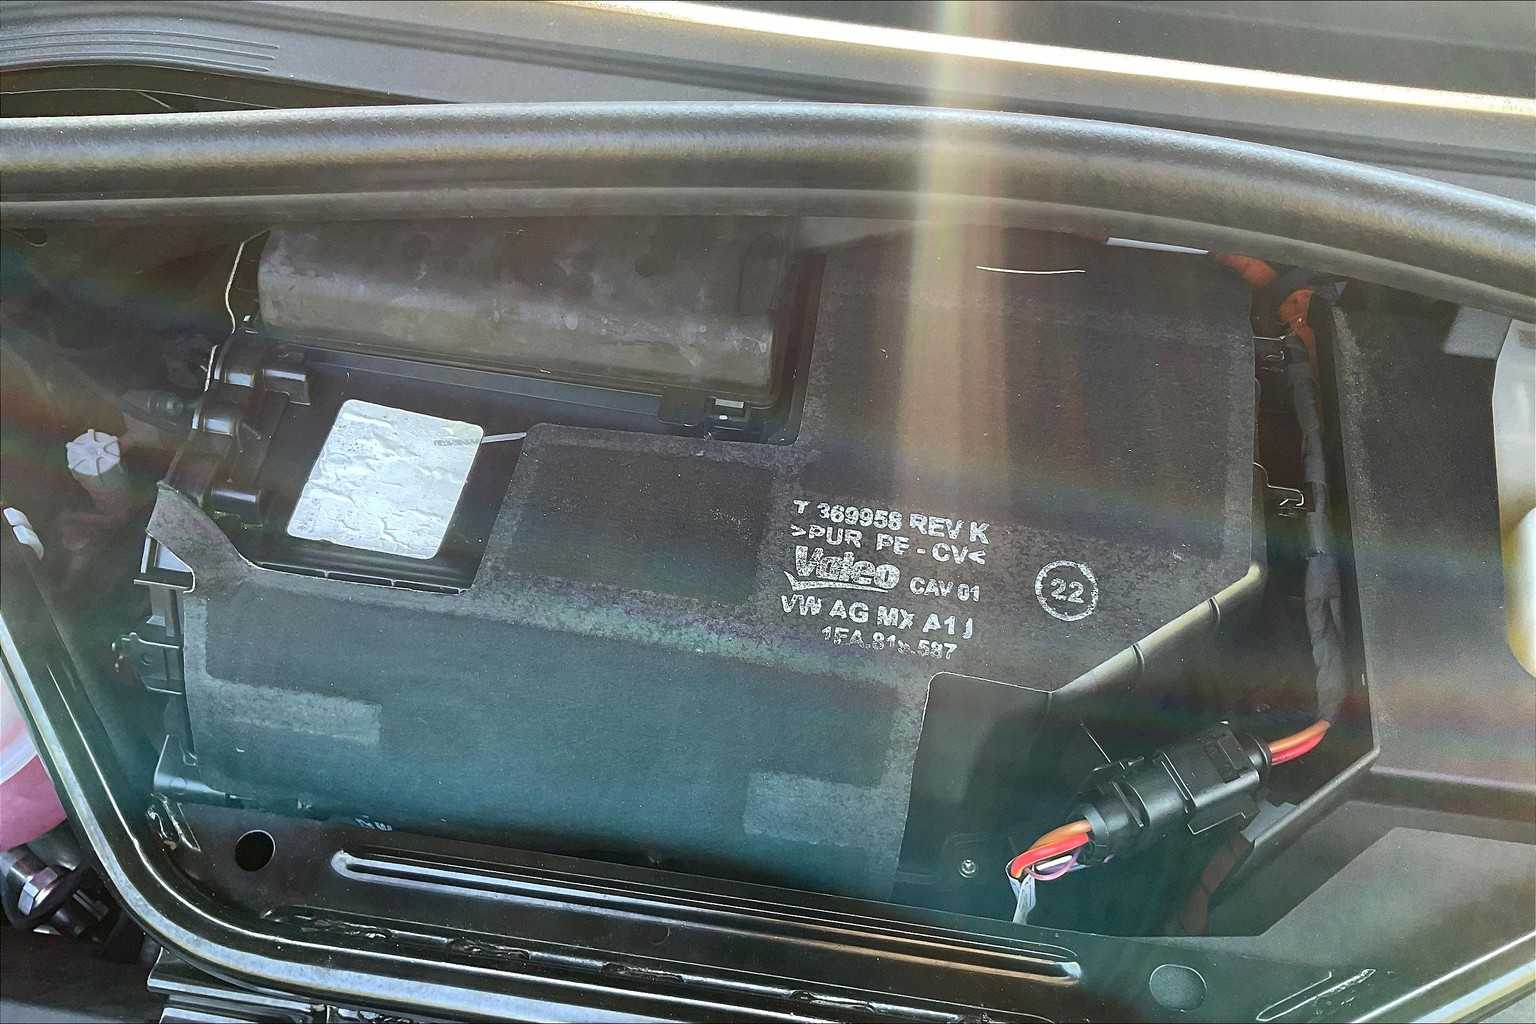 T 369958 REV K
>PUR PE - CV<
Valeo CAV 01
22
VW AG MX A1 J